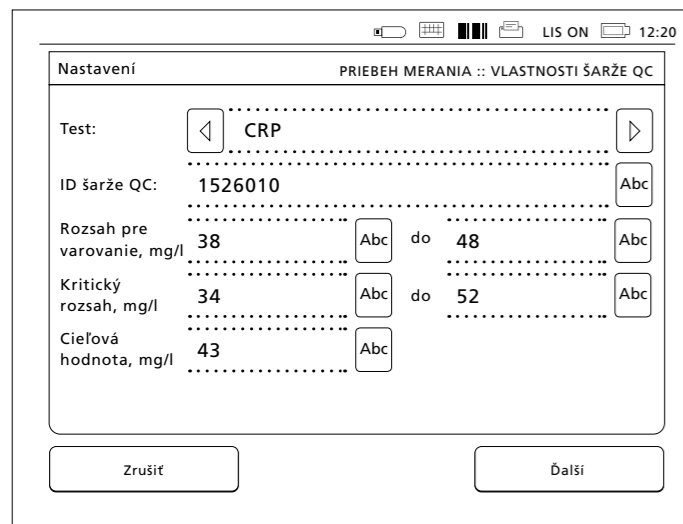 LIS ON 12:20
Nastavení PRIEBEH MERANIA :: VLASTNOSTI ŠARŽE QC
Test: CRP
ID šarže QC: 1526010 Abc
Rozsah pre
varovanie, mg/l 38 Abc do 48 Abc
Kritický
rozsah, mg/l 34 Abc do 52 Abc
Cieľová
hodnota, mg/l 43 Abc
Zrušiť Ďalší